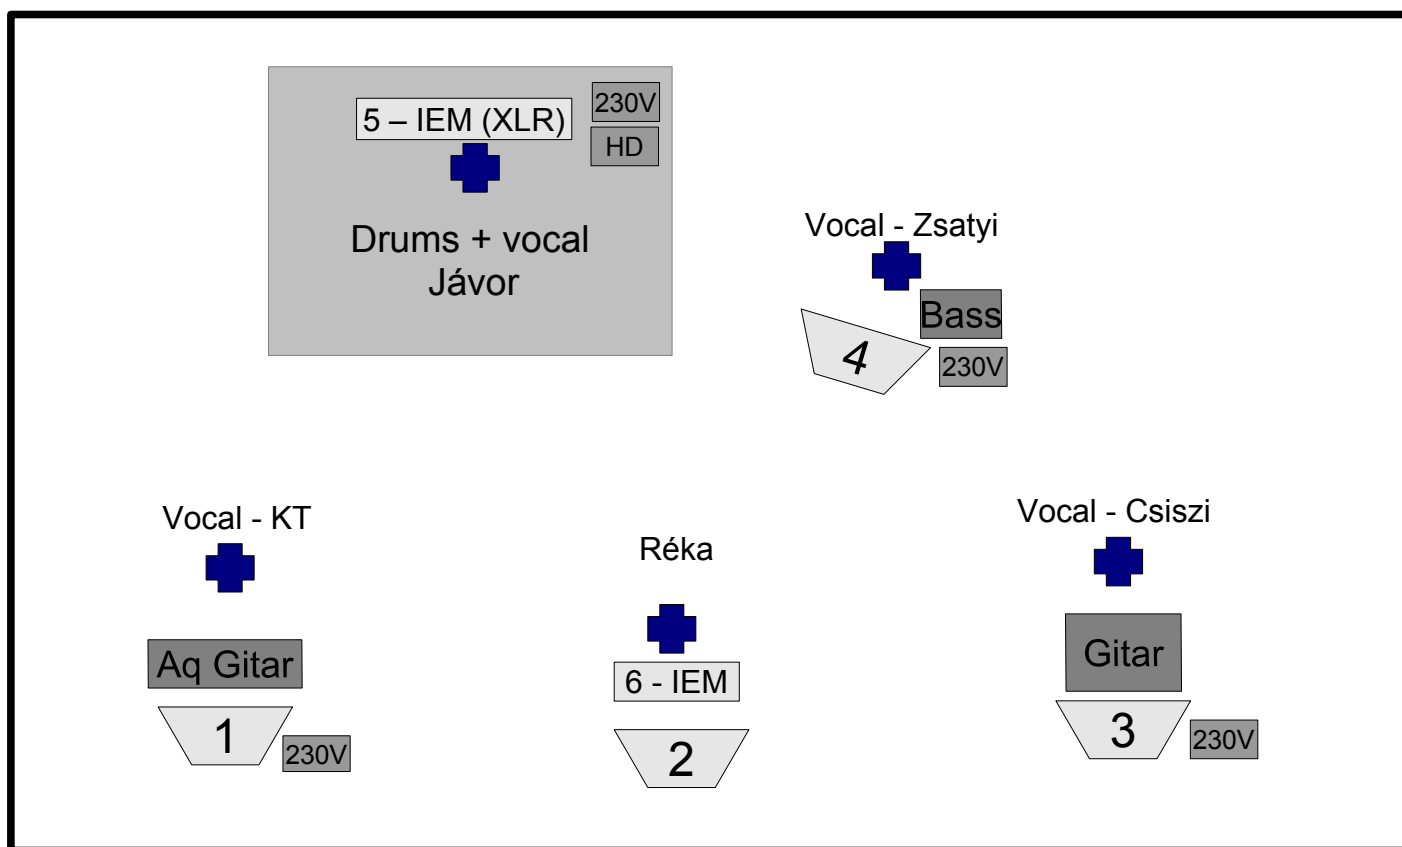 5 – IEM (XLR)
230V
HD
Drums + vocal
Jávor
Vocal - Zsatyi
Bass
4
230V
Vocal - KT
Aq Gitar
1
230V
Réka
6 - IEM
2
Vocal - Csiszi
Gitar
3
230V